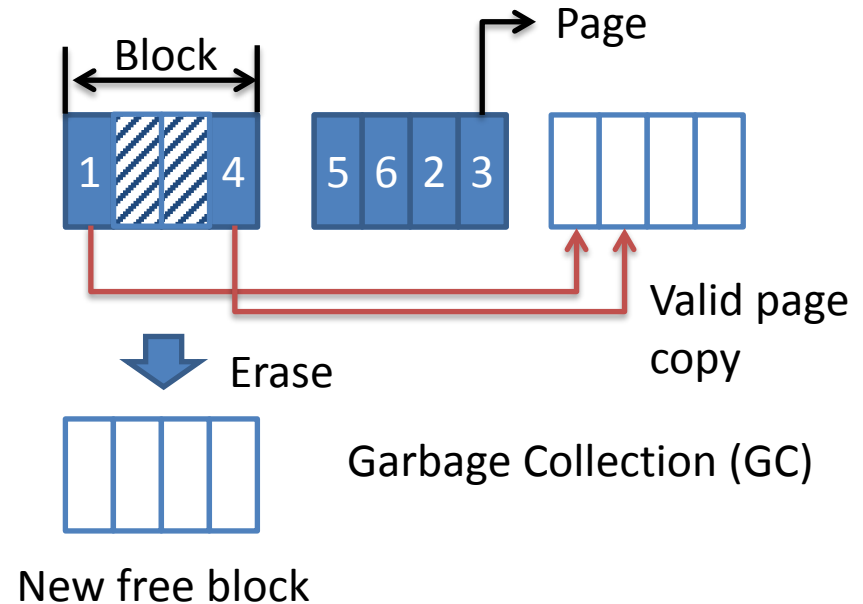 Page
Block
1 4 5 6 2 3
Valid page
copy
Erase
Garbage Collection (GC)
New free block